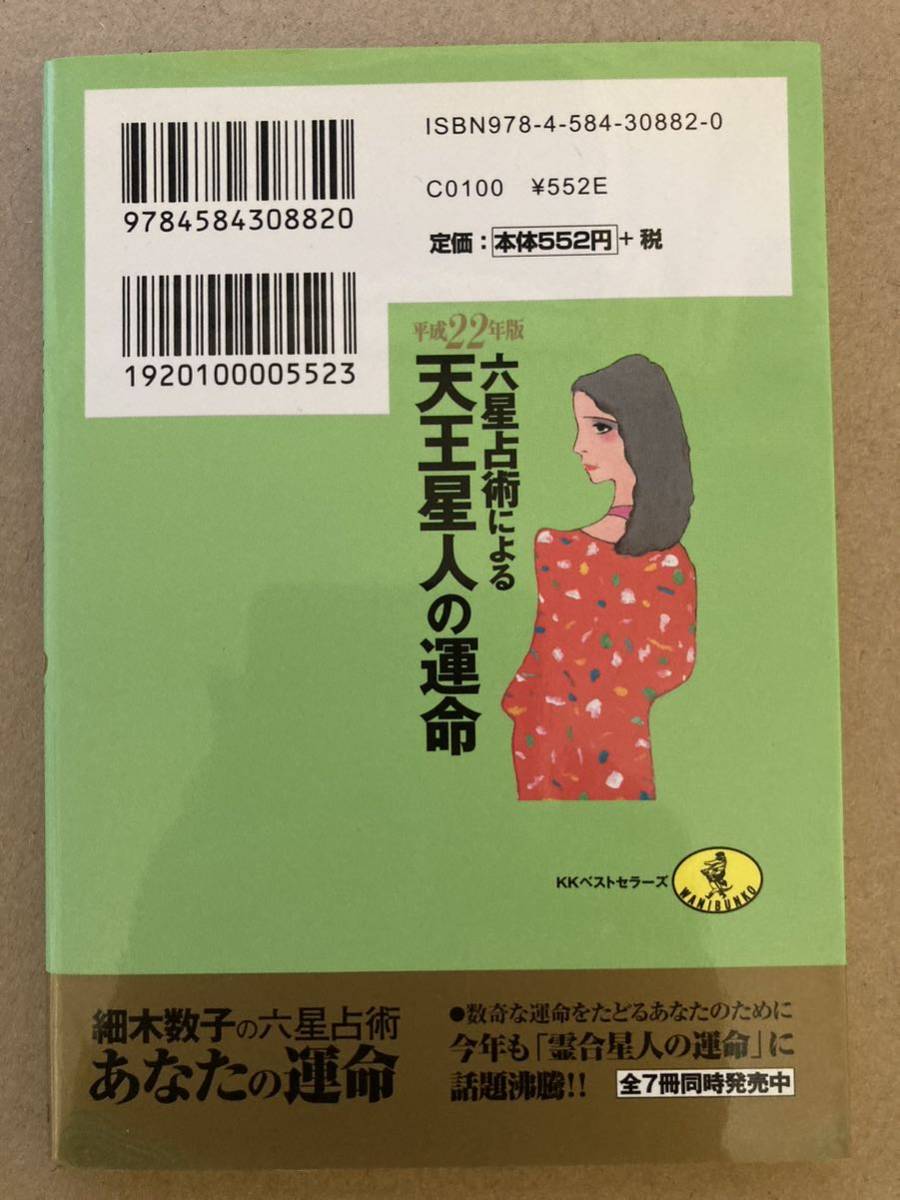 ISBN978-4-584-30882-0
9784584308820
C0100 ¥552E
定価：本体552円+税
1920100005523
平成22年版
六星占術による
天王星人の運命
KKベストセラーズ
WANIBUNKO
細木数子の六星占術
あなたの運命
●数奇な運命をたどるあなたのために
今年も「霊合星人の運命」に
話題沸騰!! 全7冊同時発売中